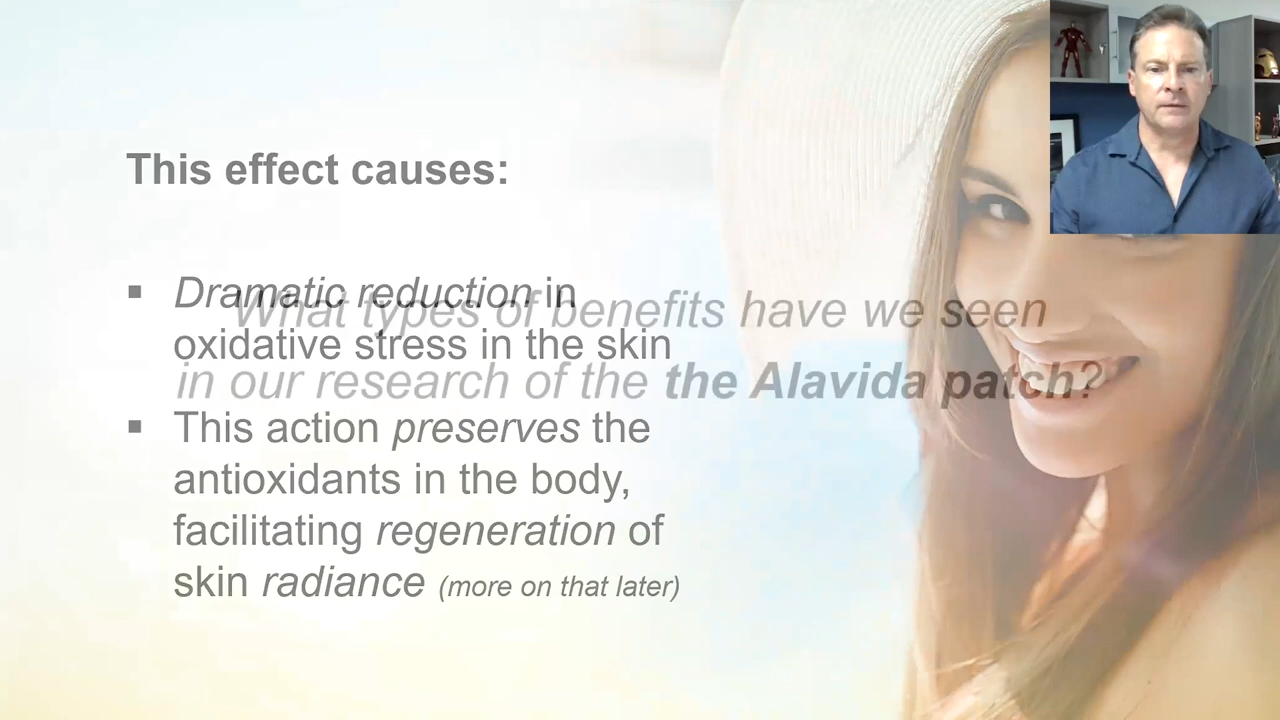 This effect causes:
▪ Dramatic reduction in
oxidative stress in the skin
▪ This action preserves the
antioxidants in the body,
facilitating regeneration of
skin radiance (more on that later)
What types of benefits have we seen
in our research of the the Alavida patch?